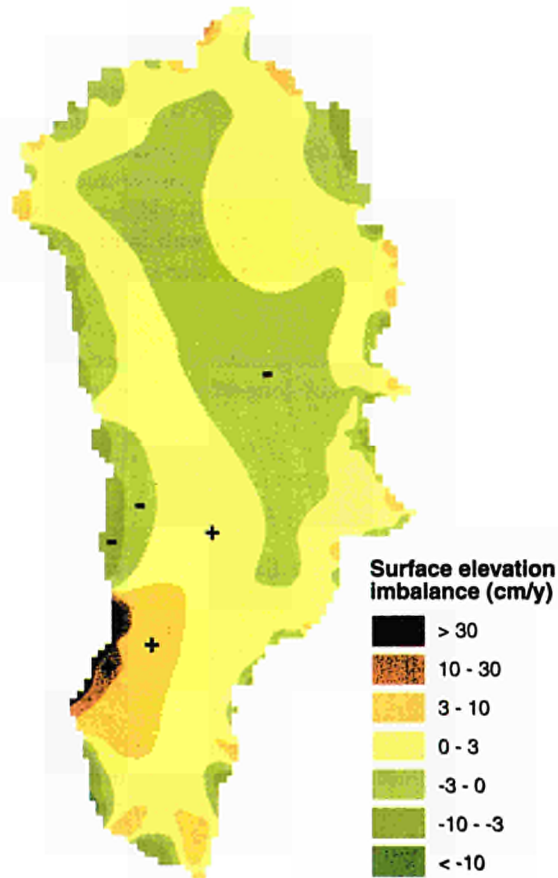 -
-
+
-
+
Surface elevation
imbalance (cm/y)
> 30
10 - 30
3 - 10
0 - 3
-3 - 0
-10 - -3
< -10